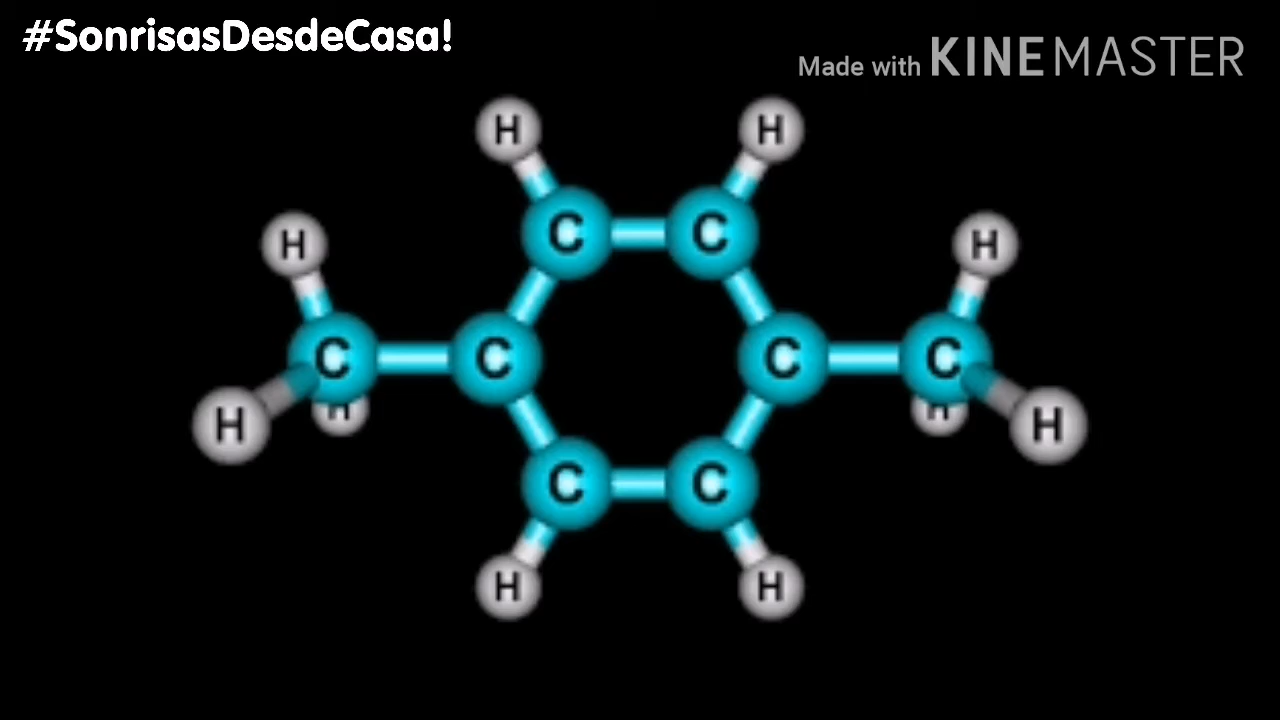 #SonrisasDesdeCasa!
Made with KINEMASTER
H H
H C C H
C C C C
H H H H
C C
H H